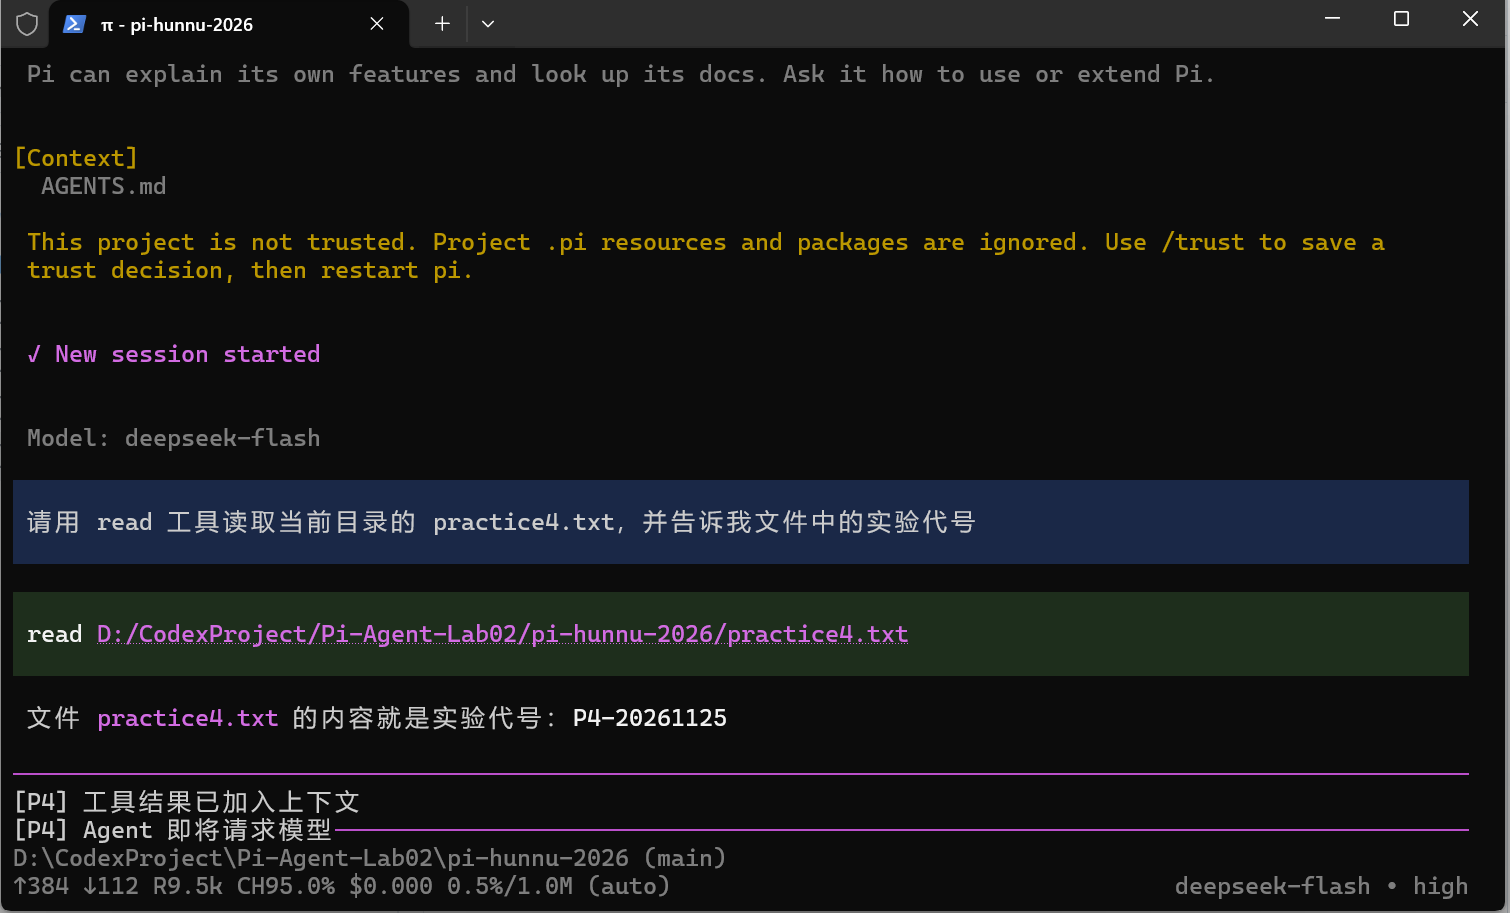 π - pi-hunnu-2026
Pi can explain its own features and look up its docs. Ask it how to use or extend Pi.
[Context]
AGENTS.md
This project is not trusted. Project .pi resources and packages are ignored. Use /trust to save a
trust decision, then restart pi.
✓ New session started
Model: deepseek-flash
请用 read 工具读取当前目录的 practice4.txt, 并告诉我文件中的实验代号
read D:/CodexProject/Pi-Agent-Lab02/pi-hunnu-2026/practice4.txt
文件 practice4.txt 的内容就是实验代号: P4-20261125
[P4] 工具结果已加入上下文
[P4] Agent 即将请求模型
D:\CodexProject\Pi-Agent-Lab02\pi-hunnu-2026 (main)
↑384 ↓112 R9.5k CH95.0% $0.000 0.5%/1.0M (auto) deepseek-flash • high